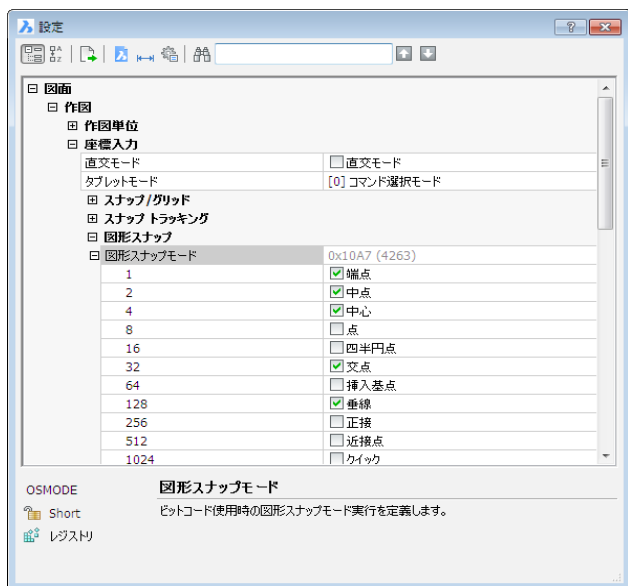 設定
図面
作図
作図単位
座標入力
直交モード 直交モード
タブレットモード [0] コマンド選択モード
スナップ/グリッド
スナップ トラッキング
図形スナップ
図形スナップモード 0x10A7 (4263)
1 端点
2 中点
4 中心
8 点
16 四半円点
32 交点
64 挿入基点
128 垂線
256 正接
512 近接点
1024 クイック
OSMODE 図形スナップモード
Short ビットコード使用時の図形スナップモード実行を定義します。
レジストリ